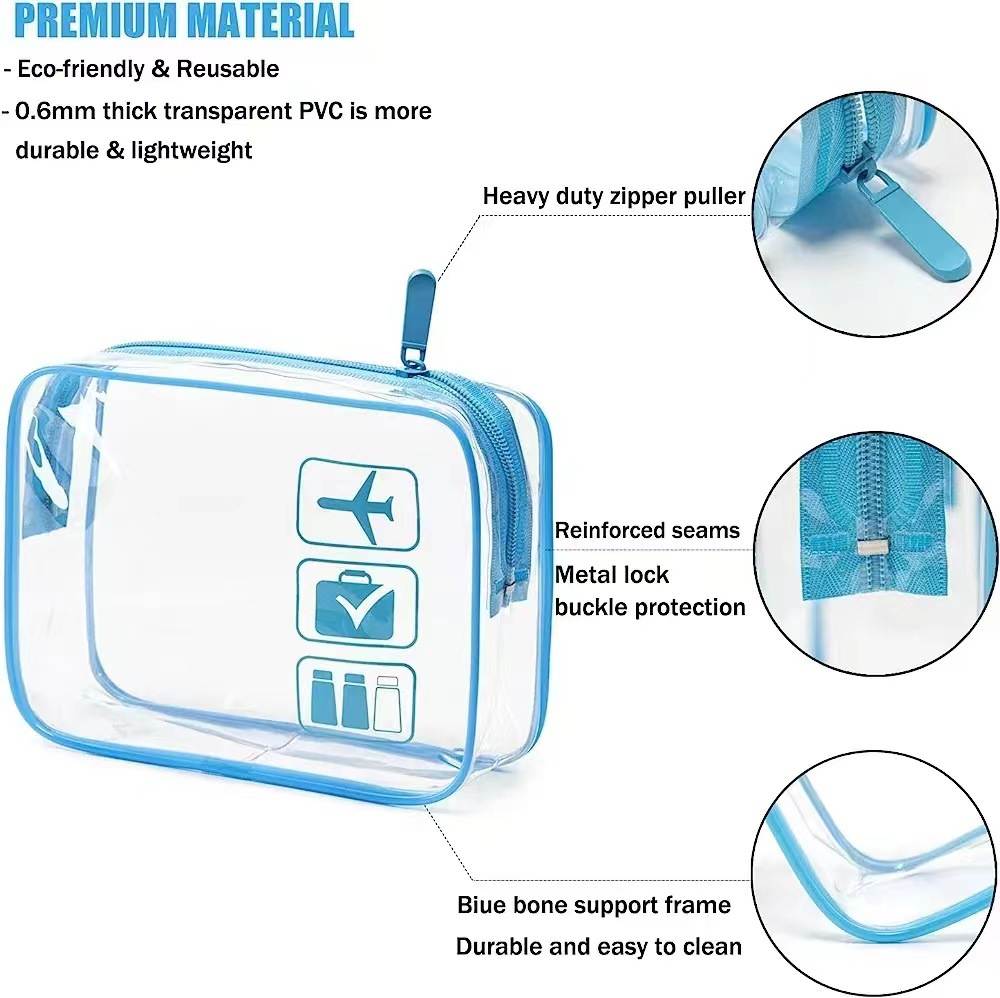 PREMIUM MATERIAL
- Eco-friendly & Reusable
- 0.6mm thick transparent PVC is more
durable & lightweight
Heavy duty zipper puller
Reinforced seams
Metal lock
buckle protection
Biue bone support frame
Durable and easy to clean